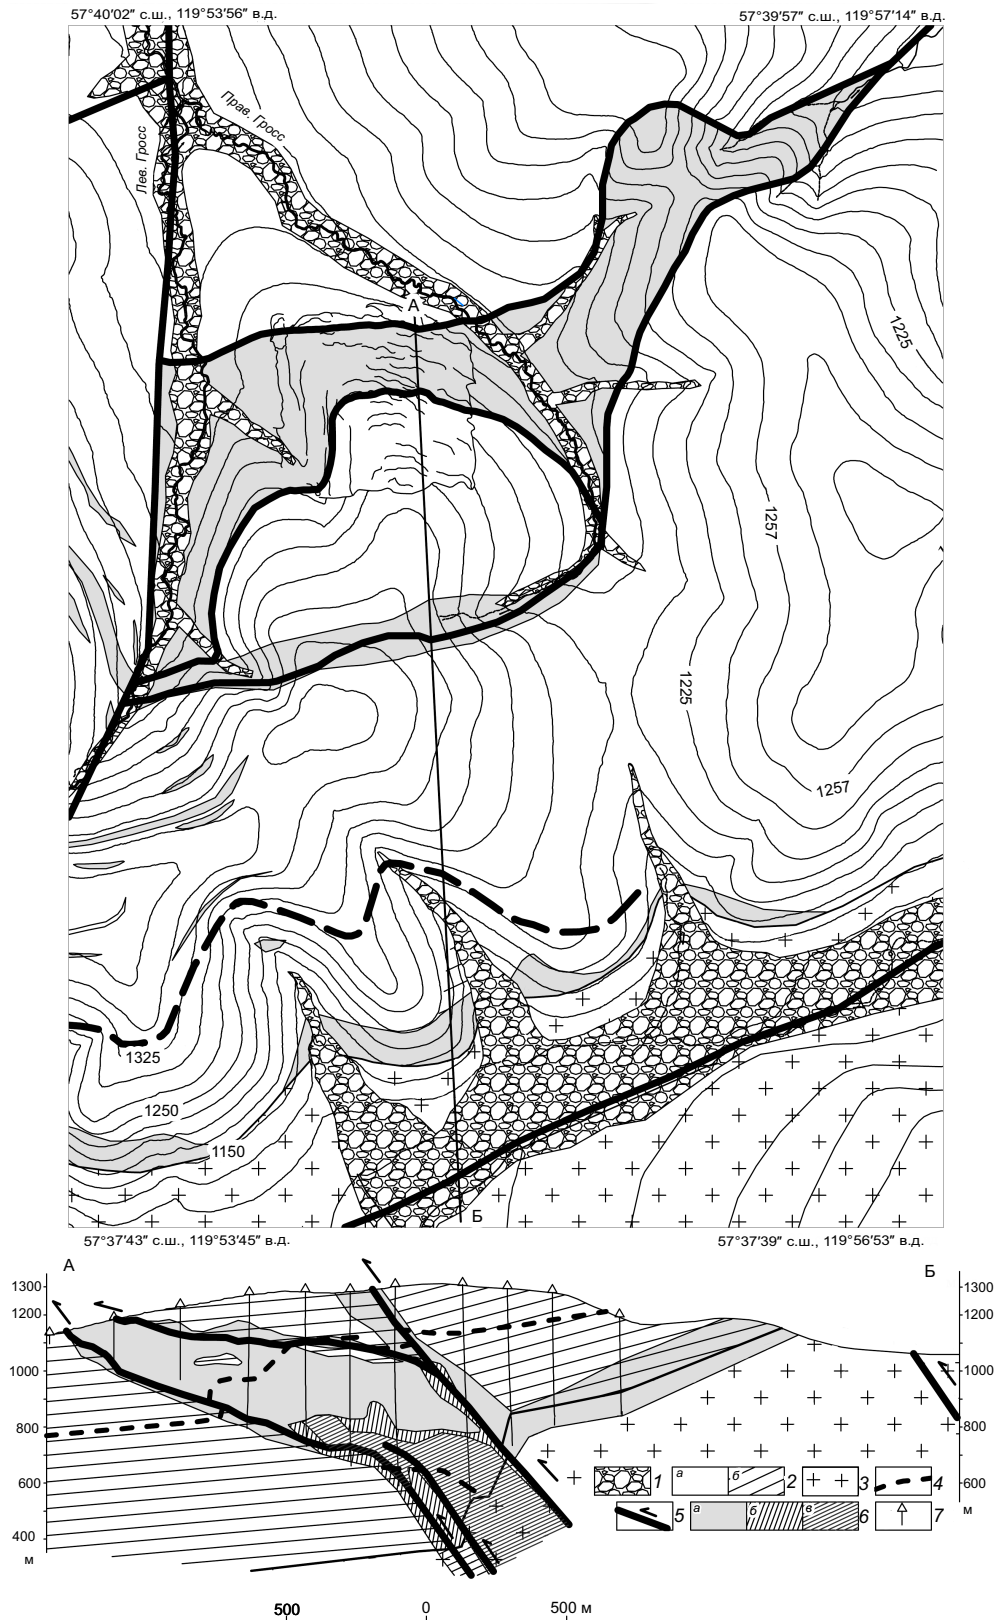 57°40′02″ с.ш., 119°53′56″ в.д.
57°39′57″ с.ш., 119°57′14″ в.д.
Прав. Гросс
Лев. Гросс
А
1225
1257
1225
1257
1325
1250
1150
Б
57°37′43″ с.ш., 119°53′45″ в.д.
57°37′39″ с.ш., 119°56′53″ в.д.
А
Б
1300
1200
1000
800
600
400
м
1300
1200
1000
800
600
м
1
а
б
2
3
4
5
а
б
в
6
7
500
0
500 м